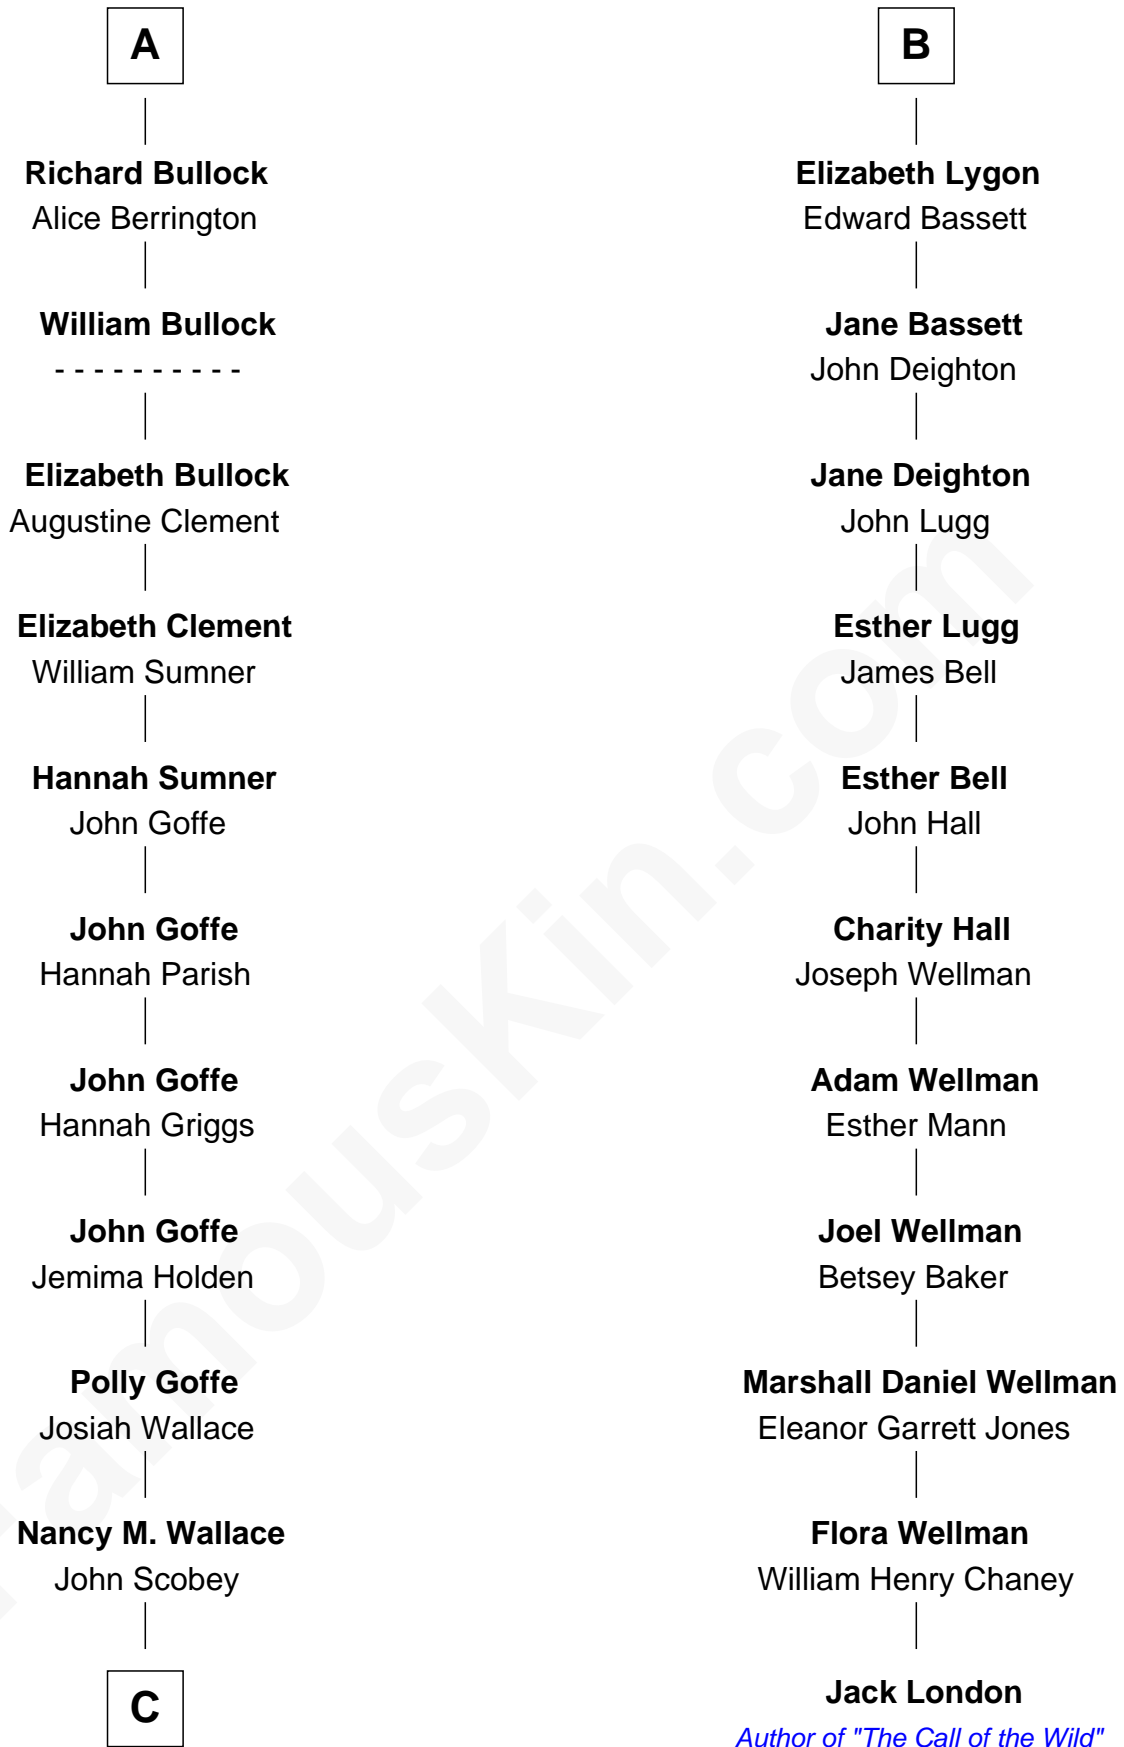 A
Richard Bullock
Alice Berrington
William Bullock
- - - - - - - - - -
Elizabeth Bullock
Augustine Clement
Elizabeth Clement
William Sumner
Hannah Sumner
John Goffe
John Goffe
Hannah Parish
John Goffe
Hannah Griggs
John Goffe
Jemima Holden
Polly Goffe
Josiah Wallace
Nancy M. Wallace
John Scobey
C
B
Elizabeth Lygon
Edward Bassett
Jane Bassett
John Deighton
Jane Deighton
John Lugg
Esther Lugg
James Bell
Esther Bell
John Hall
Charity Hall
Joseph Wellman
Adam Wellman
Esther Mann
Joel Wellman
Betsey Baker
Marshall Daniel Wellman
Eleanor Garrett Jones
Flora Wellman
William Henry Chaney
Jack London
Author of "The Call of the Wild"
FamousKin.com